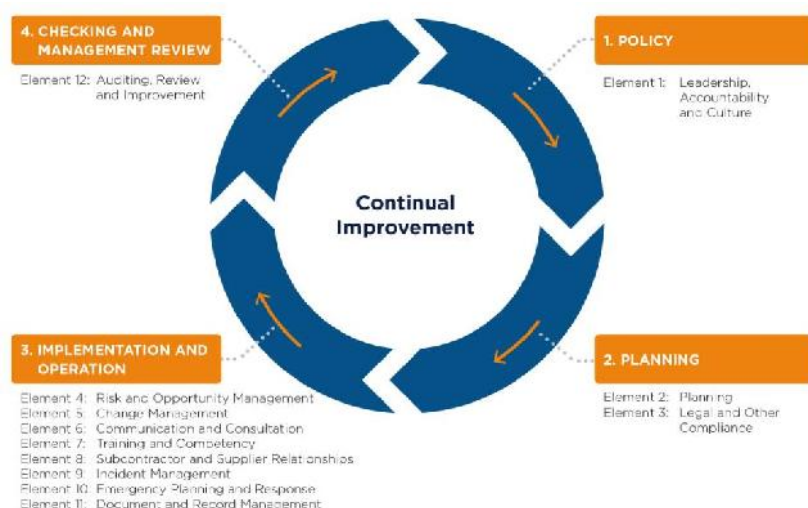 4. CHECKING AND
MANAGEMENT REVIEW
Element 12: Auditing, Review
and Improvement
1. POLICY
Element 1: Leadership,
Accountability
and Culture
Continual
Improvement
3. IMPLEMENTATION AND
OPERATION
Element 4: Risk and Opportunity Management
Element 5: Change Management
Element 6: Communication and Consultation
Element 7: Training and Competency
Element 8: Subcontractor and Supplier Relationships
Element 9: Incident Management
Element 10: Emergency Planning and Response
Element 11: Document and Record Management
2. PLANNING
Element 2: Planning
Element 3: Legal and Other
Compliance